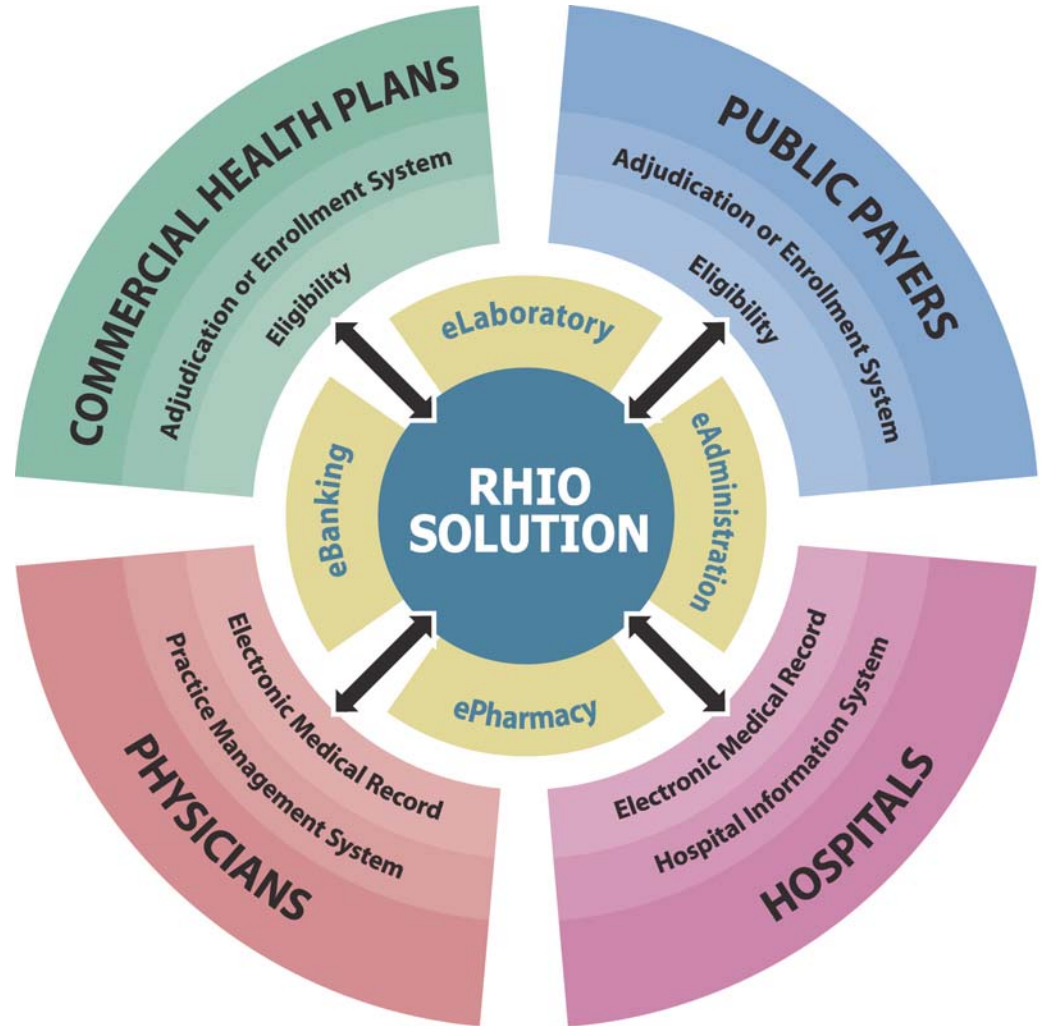 COMMERCIAL HEALTH PLANS
Adjudication or Enrollment System
Eligibility
PUBLIC PAYERS
Adjudication or Enrollment System
Eligibility
eLaboratory
eBanking
RHIO
SOLUTION
eAdministration
ePharmacy
Electronic Medical Record
Practice Management System
PHYSICIANS
Electronic Medical Record
Hospital Information System
HOSPITALS